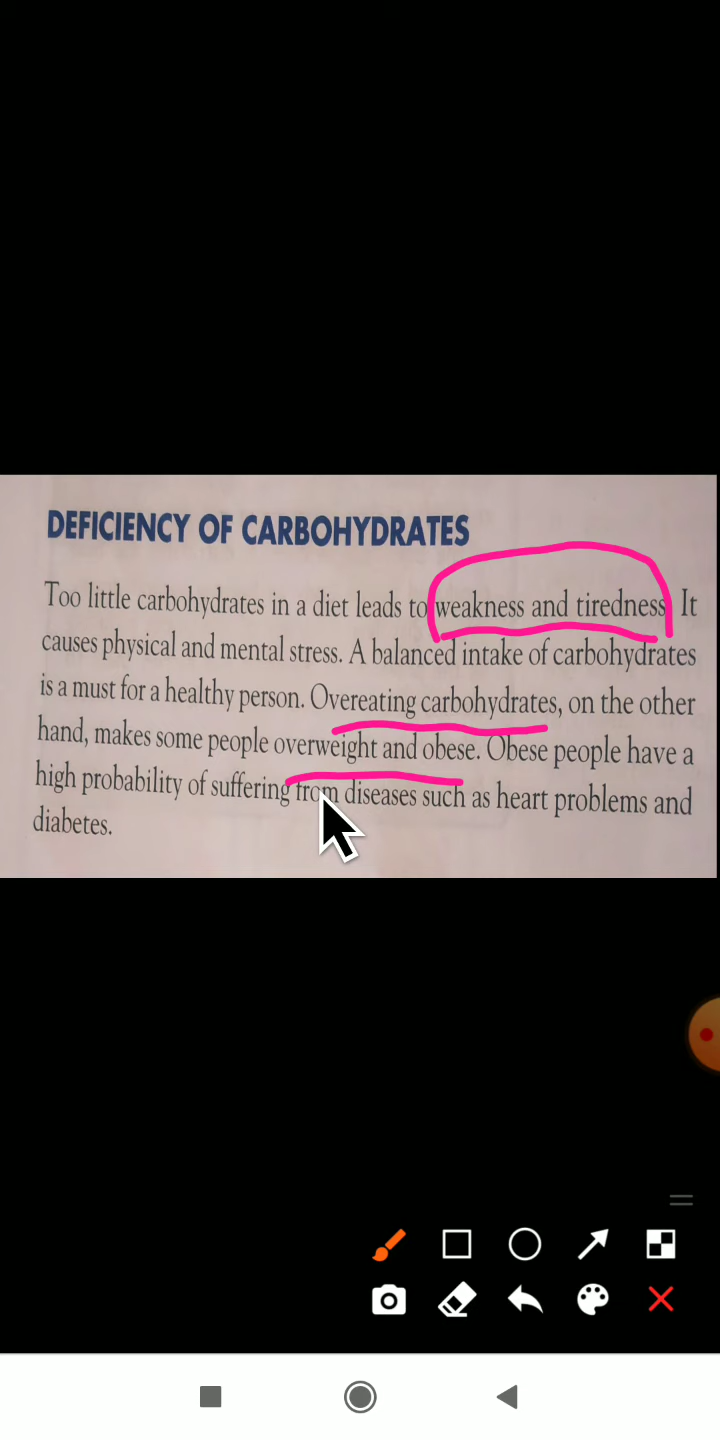 DEFICIENCY OF CARBOHYDRATES
Too little carbohydrates in a diet leads to weakness and tiredness. It
causes physical and mental stress. A balanced intake of carbohydrates
is a must for a healthy person. Overeating carbohydrates, on the other
hand, makes some people overweight and obese. Obese people have a
high probability of suffering from diseases such as heart problems and
diabetes.